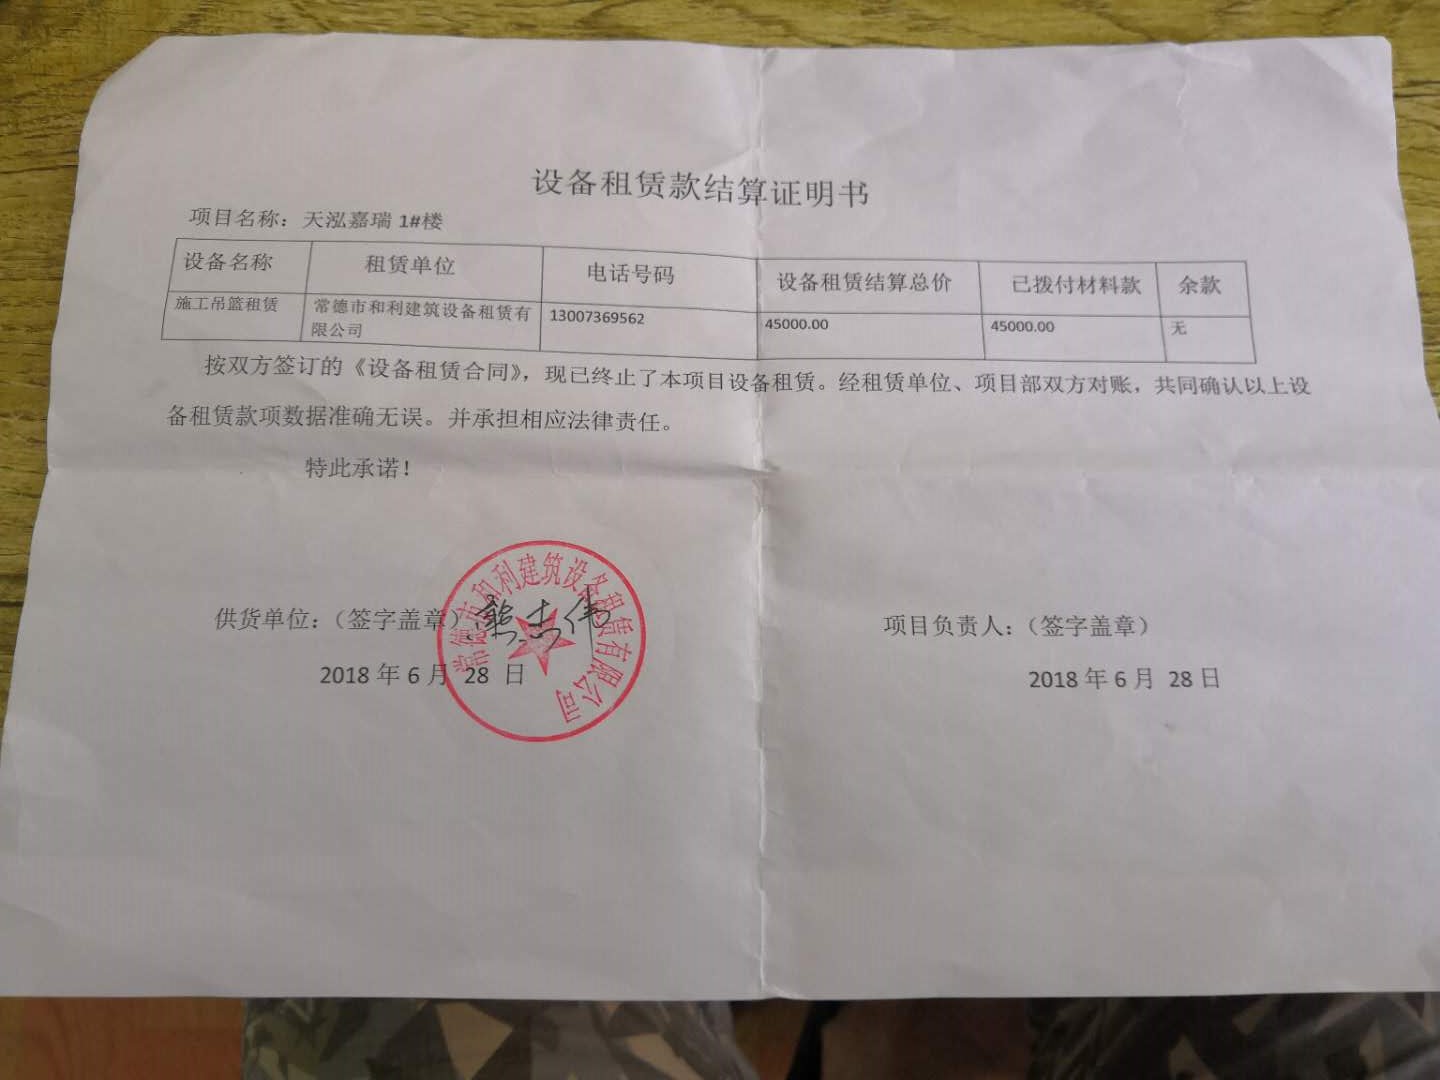 设备租赁款结算证明书
项目名称：天泓嘉瑞 1#楼
设备名称 租赁单位 电话号码 设备租赁结算总价 已拨付材料款 余款
施工吊篮租赁 常德市和利建筑设备租赁有 13007369562 45000.00 45000.00 无
限公司
按双方签订的《设备租赁合同》，现已终止了本项目设备租赁。经租赁单位、项目部双方对账，共同确认以上设
备租赁款项数据准确无误。并承担相应法律责任。
特此承诺！
常德市和利建筑设备租赁有限公司
供货单位：（签字盖章） 熊志伟 项目负责人：（签字盖章）
2018 年 6 月 28 日 2018 年 6 月 28 日